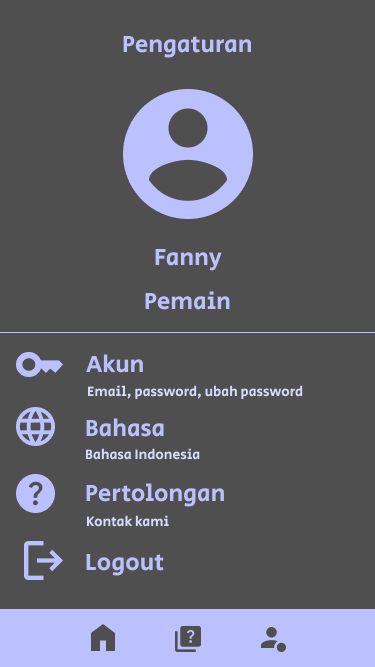 Pengaturan
Fanny
Pemain
Akun
Email, password, ubah password
Bahasa
Bahasa Indonesia
Pertolongan
Kontak kami
Logout